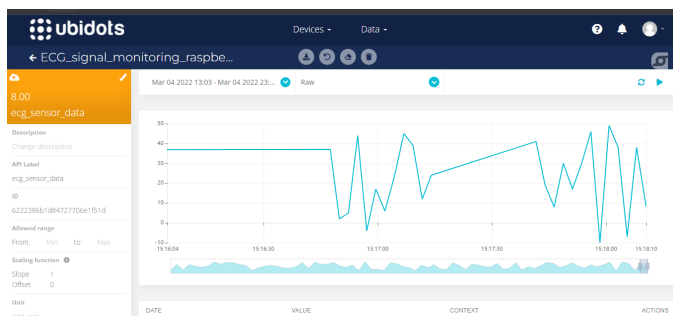 ubidots
Devices
Data
← ECG_signal_monitoring_raspbe...
8.00
ecg_sensor_data
Description
Change description
API Label
ecg_sensor_data
ID
6222386b1d84727706e1f51d
Allowed range
From: Min to: Max
Scaling function
Slope 1
Offset 0
Unit
Mar 04 2022 13:03 - Mar 04 2022 23:...
Raw
50
40
30
20
10
0
-10
15:16:04 15:16:30 15:17:00 15:17:30 15:18:00 15:18:10
DATE VALUE CONTEXT ACTIONS